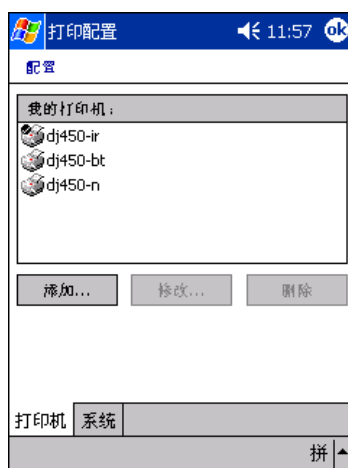 打印配置 11:57 ok
配置
我的打印机：
dj450-ir
dj450-bt
dj450-n
添加... 修改... 删除
打印机 系统
拼